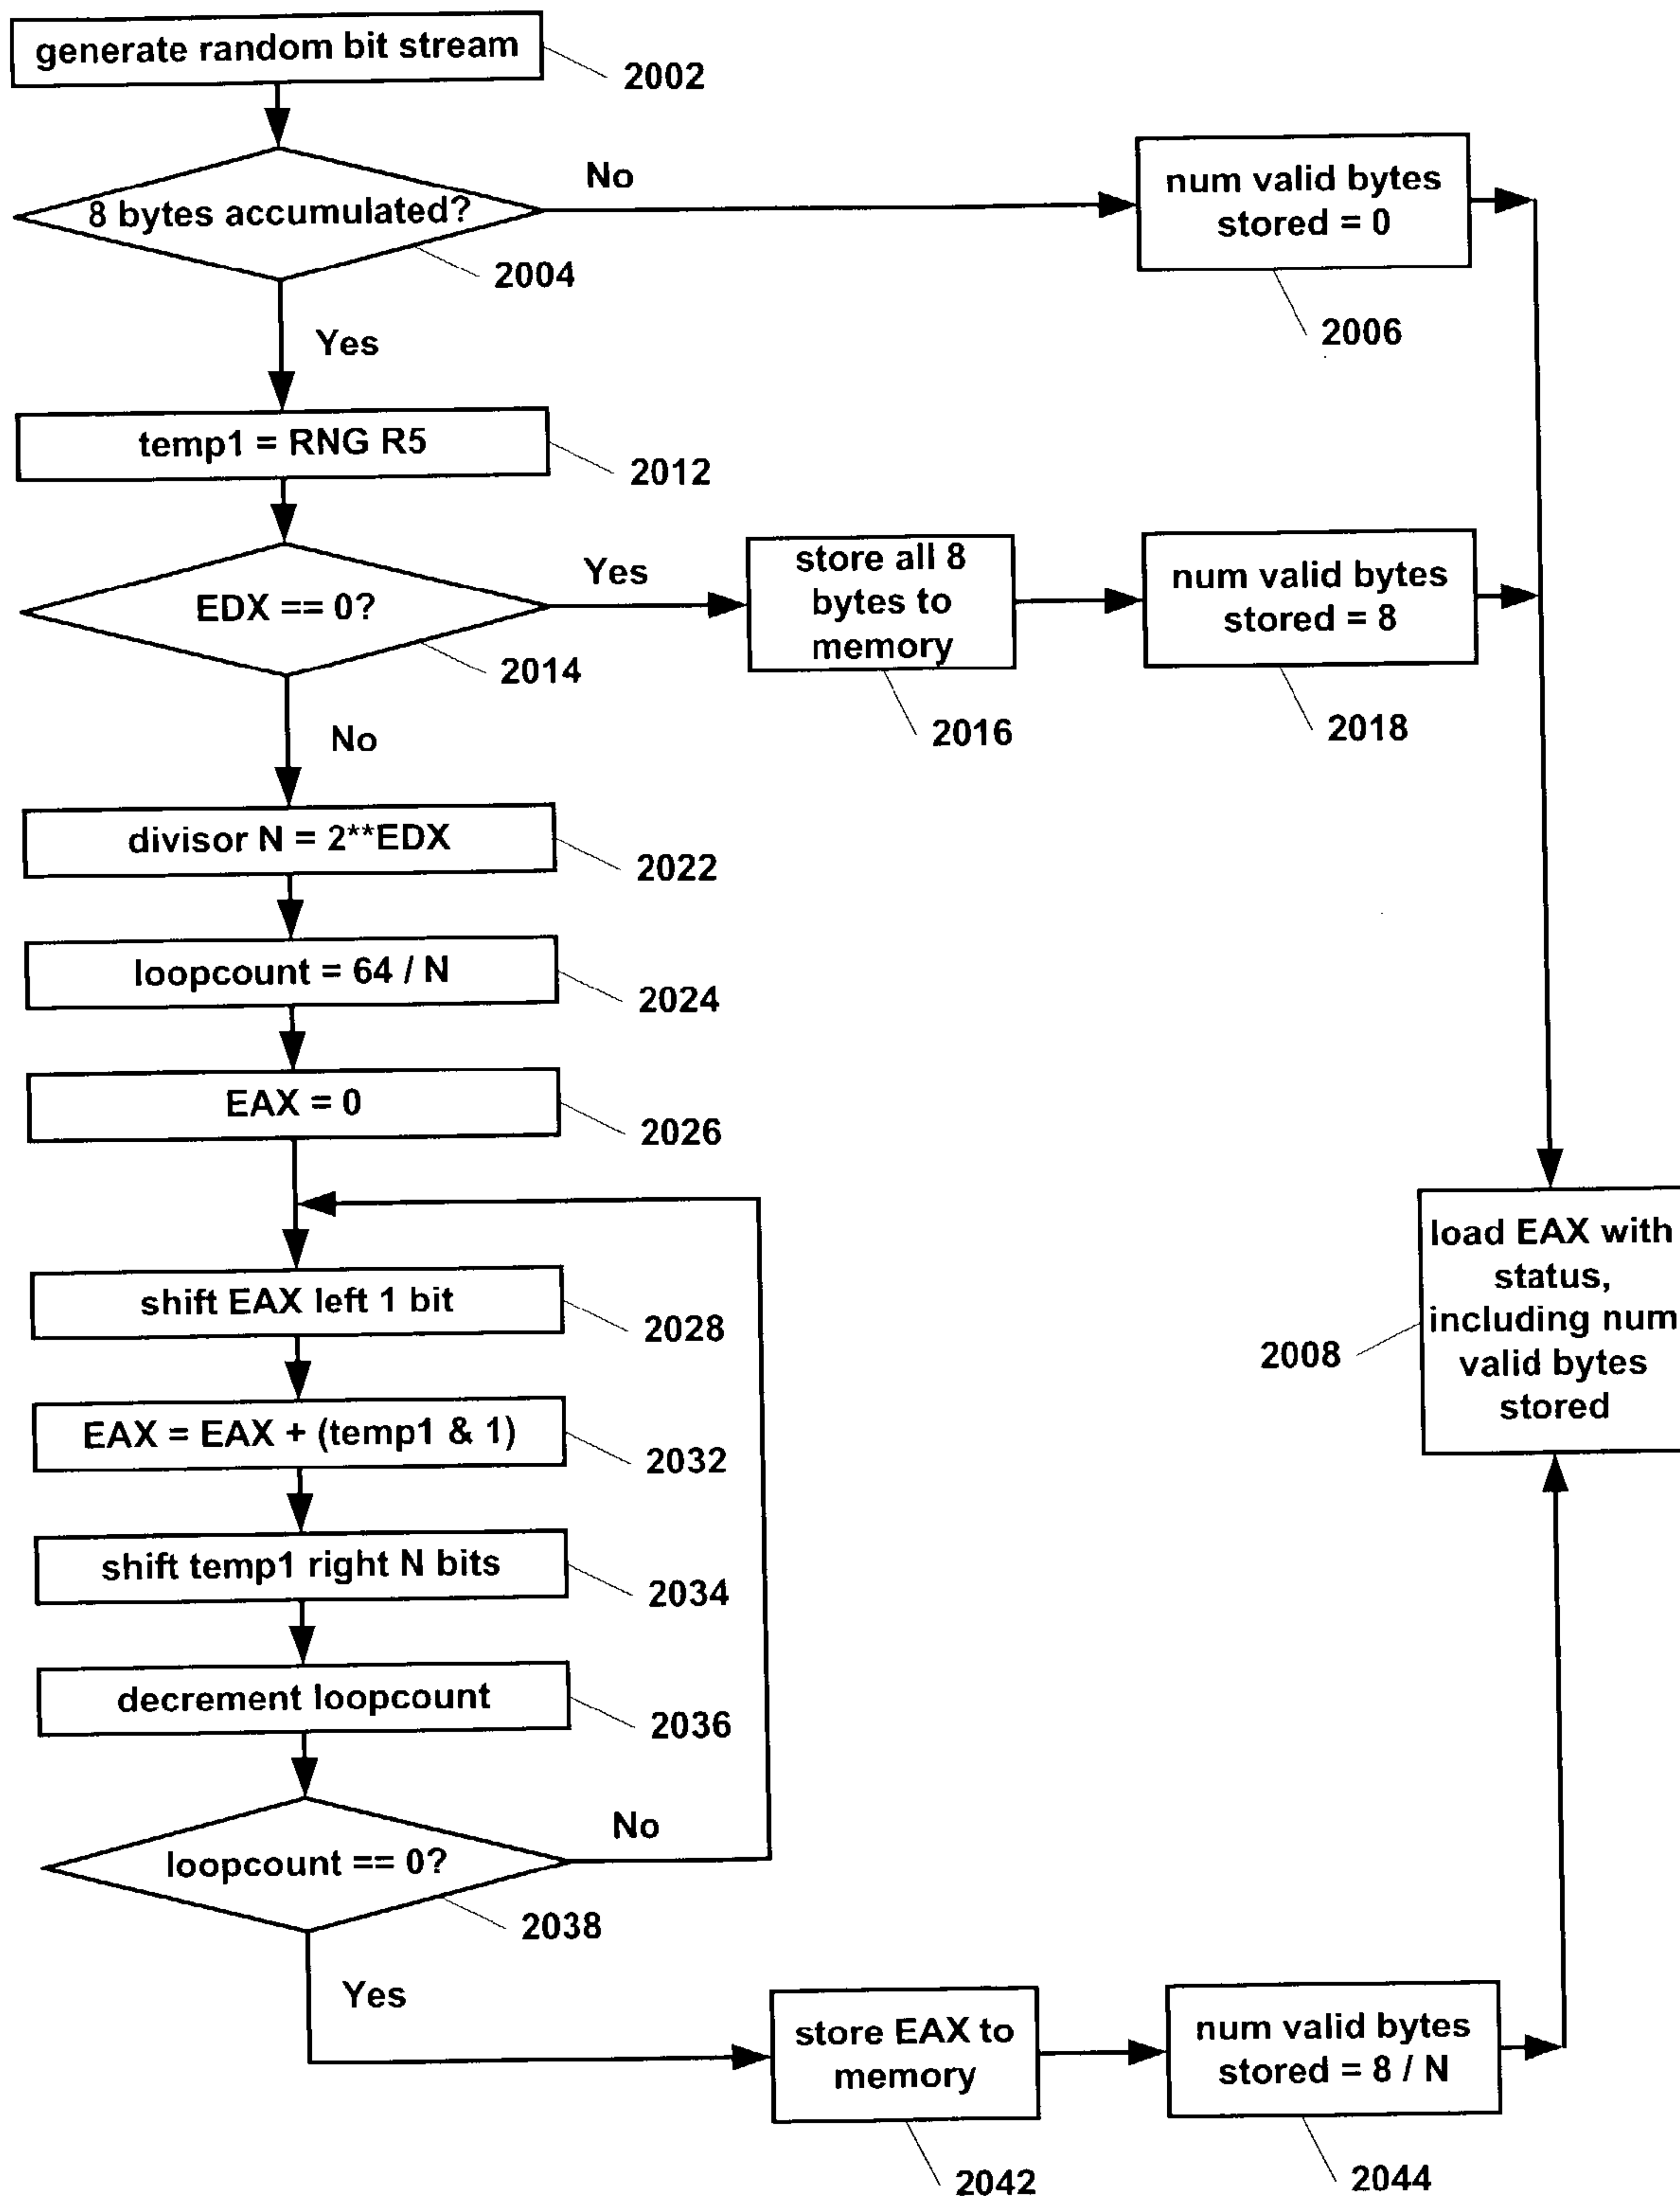 generate random bit stream
2002
8 bytes accumulated?
2004
No
num valid bytes
stored = 0
2006
Yes
temp1 = RNG R5
2012
EDX == 0?
2014
Yes
store all 8
bytes to
memory
2016
num valid bytes
stored = 8
2018
No
divisor N = 2**EDX
2022
loopcount = 64 / N
2024
EAX = 0
2026
shift EAX left 1 bit
2028
EAX = EAX + (temp1 & 1)
2032
shift temp1 right N bits
2034
decrement loopcount
2036
loopcount == 0?
2038
No
load EAX with
status,
including num
valid bytes
stored
2008
Yes
store EAX to
memory
2042
num valid bytes
stored = 8 / N
2044